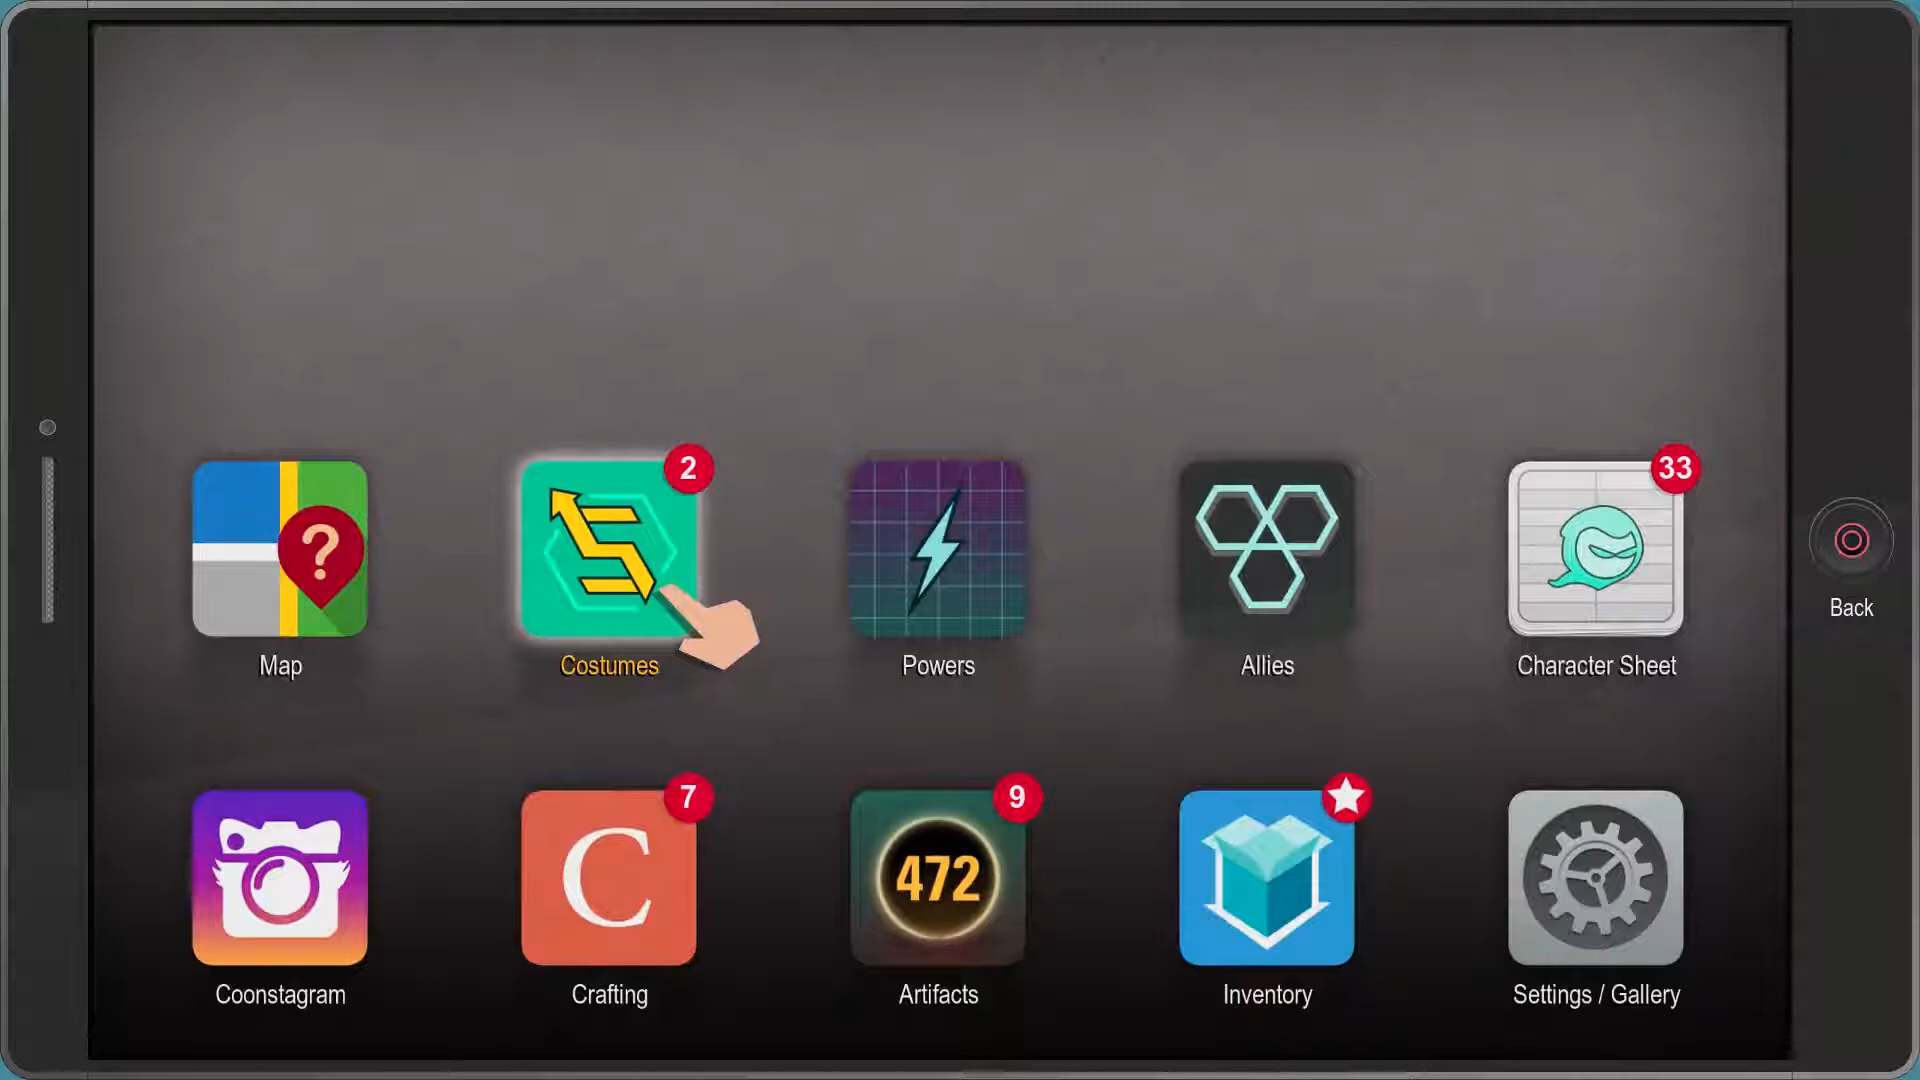 2
33
?
Map
Costumes
Powers
Allies
Character Sheet
Back
7
9
C
472
Coonstagram
Crafting
Artifacts
Inventory
Settings / Gallery